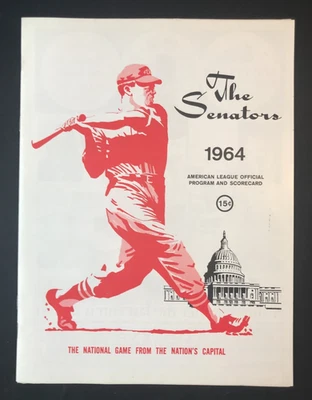 The
Senators
1964
AMERICAN LEAGUE OFFICIAL
PROGRAM AND SCORECARD
15¢
THE NATIONAL GAME FROM THE NATION'S CAPITAL